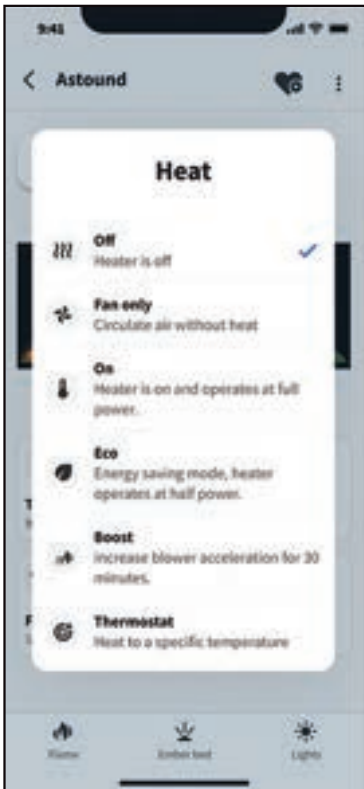 9:41
Astound
Heat
Off
Heater is off
Fan only
Circulate air without heat
On
Heater is on and operates at full
power.
Eco
Energy saving mode, heater
operates at half power.
Boost
Increase blower acceleration for 30
minutes.
Thermostat
Heat to a specific temperature
Flame
Ember bed
Lights